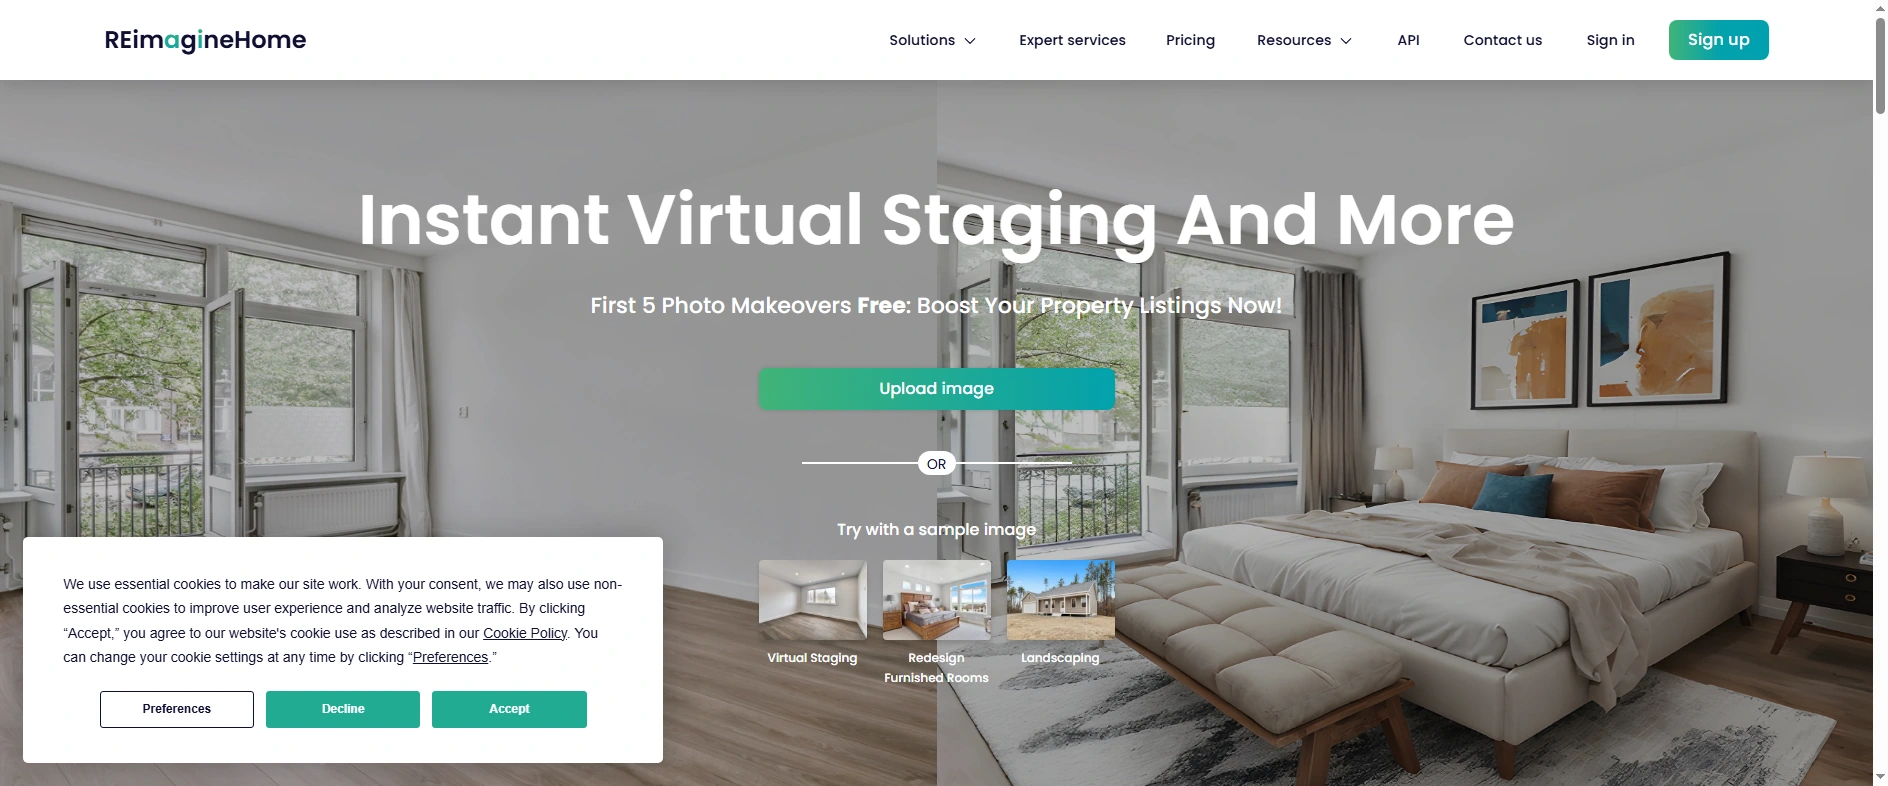 REimagineHome
Solutions
Expert services
Pricing
Resources
API
Contact us
Sign in
Sign up
Instant Virtual Staging And More
First 5 Photo Makeovers Free: Boost Your Property Listings Now!
Upload image
OR
Try with a sample image
Virtual Staging
Redesign
Furnished Rooms
Landscaping
We use essential cookies to make our site work. With your consent, we may also use non-
essential cookies to improve user experience and analyze website traffic. By clicking
“Accept,” you agree to our website's cookie use as described in our Cookie Policy. You
can change your cookie settings at any time by clicking “Preferences.”
Preferences
Decline
Accept